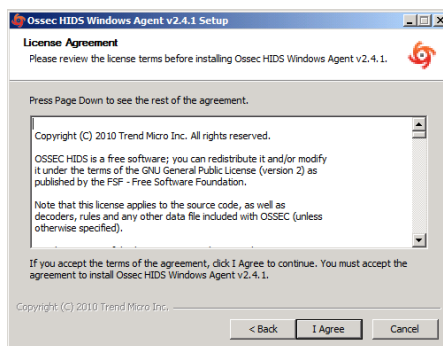 Ossec HIDS Windows Agent v2.4.1 Setup
License Agreement
Please review the license terms before installing Ossec HIDS Windows Agent v2.4.1.
Press Page Down to see the rest of the agreement.
Copyright (C) 2010 Trend Micro Inc. All rights reserved.
OSSEC HIDS is a free software; you can redistribute it and/or modify
it under the terms of the GNU General Public License (version 2) as
published by the FSF - Free Software Foundation.
Note that this license applies to the source code, as well as
decoders, rules and any other data file included with OSSEC (unless
otherwise specified).
If you accept the terms of the agreement, click I Agree to continue. You must accept the
agreement to install Ossec HIDS Windows Agent v2.4.1.
Copyright (C) 2010 Trend Micro Inc.
< Back
I Agree
Cancel